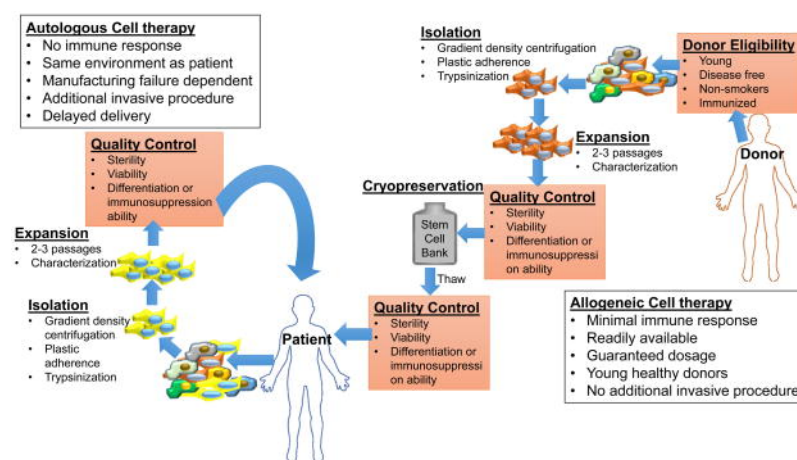 Autologous Cell therapy
• No immune response
• Same environment as patient
• Manufacturing failure dependent
• Additional invasive procedure
• Delayed delivery
Quality Control
• Sterility
• Viability
• Differentiation or
immunosuppression
ability
Expansion
• 2-3 passages
• Characterization
Isolation
• Gradient density
centrifugation
• Plastic
adherence
• Trypsinization
Patient
Isolation
• Gradient density centrifugation
• Plastic adherence
• Trypsinization
Donor Eligibility
• Young
• Disease free
• Non-smokers
• Immunized
Donor
Expansion
• 2-3 passages
• Characterization
Quality Control
• Sterility
• Viability
• Differentiation or
immunosuppressi
on ability
Cryopreservation
Stem
Cell
Bank
Thaw
Quality Control
• Sterility
• Viability
• Differentiation or
immunosuppressi
on ability
Allogeneic Cell therapy
• Minimal immune response
• Readily available
• Guaranteed dosage
• Young healthy donors
• No additional invasive procedure